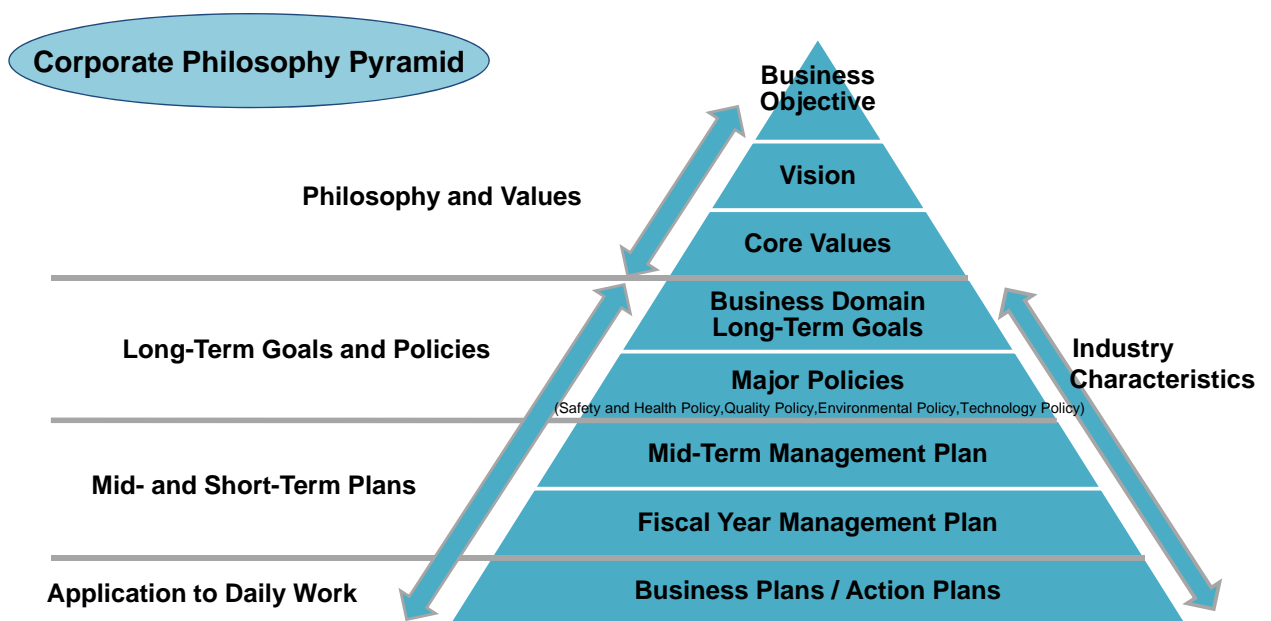 Corporate Philosophy Pyramid
Business
Objective
Vision
Philosophy and Values
Core Values
Business Domain
Long-Term Goals
Long-Term Goals and Policies
Industry
Characteristics
Major Policies
(Safety and Health Policy,Quality Policy,Environmental Policy,Technology Policy)
Mid-Term Management Plan
Mid- and Short-Term Plans
Fiscal Year Management Plan
Application to Daily Work
Business Plans / Action Plans